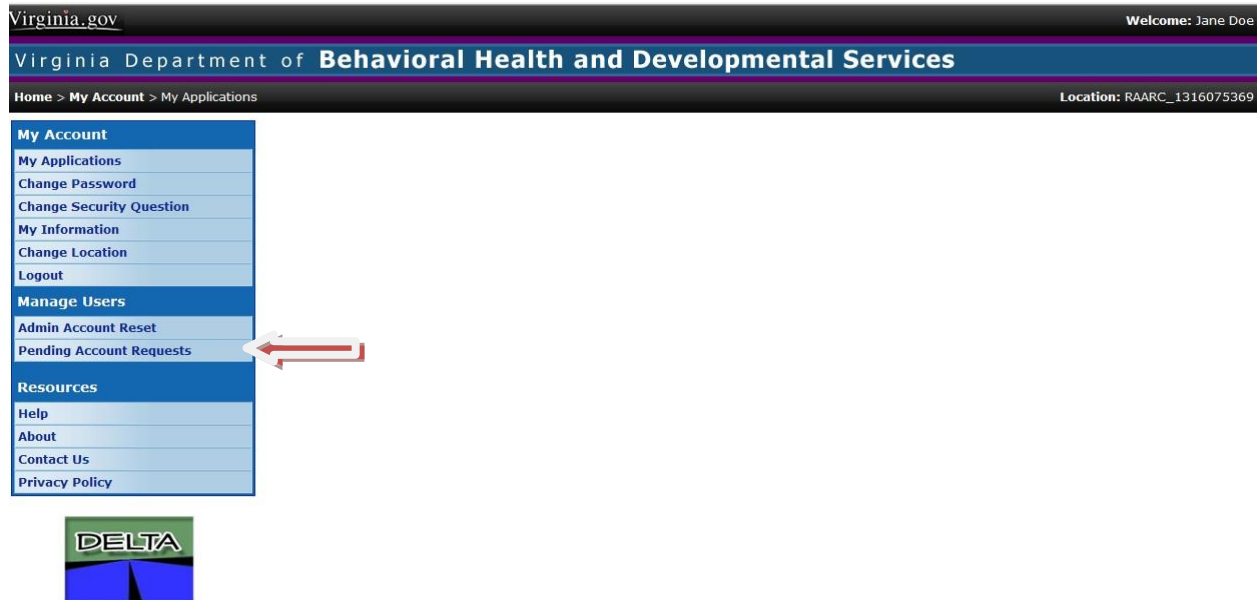 Virginia.gov
Welcome: Jane Doe
Virginia Department of Behavioral Health and Developmental Services
Home > My Account > My Applications
Location: RAARC_1316075369
My Account
My Applications
Change Password
Change Security Question
My Information
Change Location
Logout
Manage Users
Admin Account Reset
Pending Account Requests
Resources
Help
About
Contact Us
Privacy Policy
DELTA